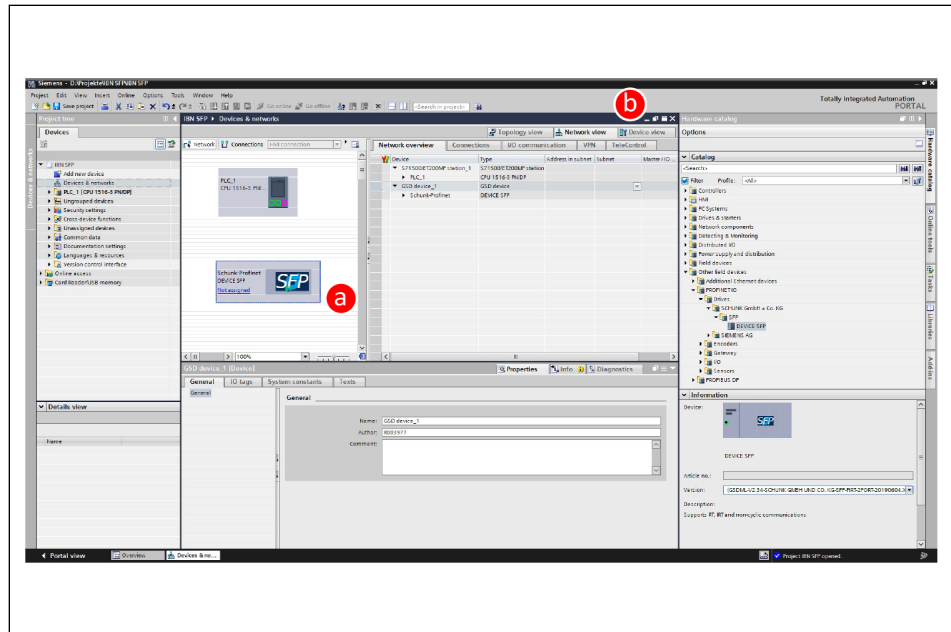 Siemens - D:\Projekte\IBN SFP\IBN SFP
Project Edit View Insert Online Options Tools Window Help
Totally Integrated Automation
PORTAL
Save project
Go online
Go offline
<Search in project>
b
Project tree
IBN SFP ▸ Devices & networks
Hardware catalog
Devices
Topology view
Network view
Device view
Options
Network
Connections
HMI connection
Network overview
Connections
I/O communication
VPN
TeleControl
Device
Type
Address in subnet
Subnet
Master / IO ...
Catalog
S71500/ET200MP station_1
S71500/ET200MP station
PLC_1
CPU 1516-3 PN/DP
GSD device_1
GSD device
Schunk-Profinet
DEVICE SFP
<Search>
Filter
Profile:
<All>
IBN SFP
Add new device
Devices & networks
PLC_1 [CPU 1516-3 PN/DP]
Ungrouped devices
Security settings
Cross-device functions
Unassigned devices
Common data
Documentation settings
Languages & resources
Version control interface
Online access
Card Reader/USB memory
PLC_1
CPU 1516-3 PN/...
Schunk-Profinet
DEVICE SFP
Not assigned
SFP
a
100%
Controllers
HMI
PC Systems
Drives & starters
Network components
Detecting & Monitoring
Distributed I/O
Power supply and distribution
Field devices
Other field devices
Additional Ethernet devices
PROFINET IO
Drives
SCHUNK GmbH + Co. KG
SFP
DEVICE SFP
SIEMENS AG
Encoders
Gateway
I/O
Sensors
PROFIBUS DP
Hardware catalog
Online tools
Tasks
Libraries
Add-ins
Devices & networks
GSD device_1 [Device]
Properties
Info
Diagnostics
General
IO tags
System constants
Texts
General
General
Name:
GSD device_1
Author:
R003977
Comment:
Details view
Name
Information
Device:
SFP
DEVICE SFP
Article no.:
Version:
Description:
Supports RT, IRT and noncyclic communications
Portal view
Overview
Devices & ne...
Project IBN SFP opened.